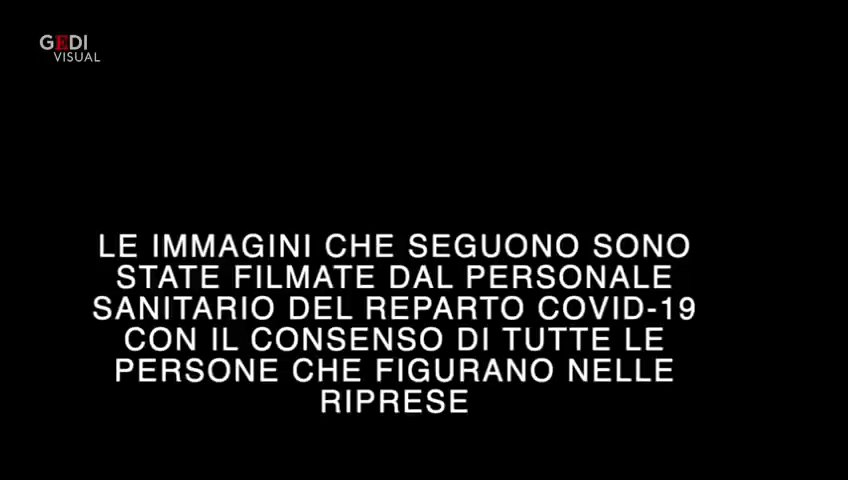 GEDI
VISUAL
LE IMMAGINI CHE SEGUONO SONO
STATE FILMATE DAL PERSONALE
SANITARIO DEL REPARTO COVID-19
CON IL CONSENSO DI TUTTE LE
PERSONE CHE FIGURANO NELLE
RIPRESE